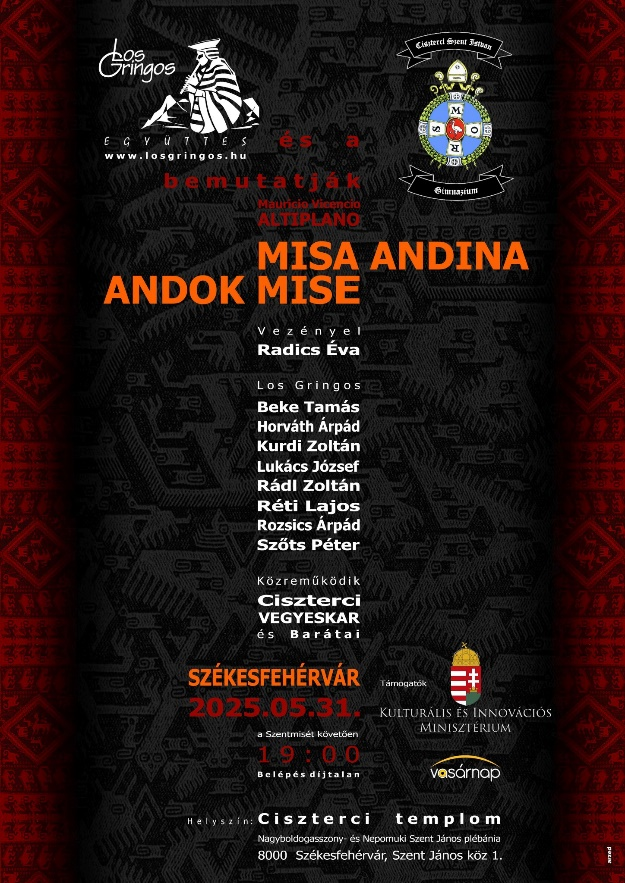 Los
Gringos
EGYÜTTES
www.losgringos.hu
és a
Ciszterci Szent István
M
O R
S
Gimnázium
bemutatják
Mauricio Vicencio
ALTIPLANO
MISA ANDINA
ANDOK MISE
Vezényel
Radics Éva
Los Gringos
Beke Tamás
Horváth Árpád
Kurdi Zoltán
Lukács József
Rádl Zoltán
Réti Lajos
Rozsics Árpád
Szőts Péter
Közreműködik
Ciszterci
VEGYESKAR
és Barátai
SZÉKESFEHÉRVÁR
2025.05.31.
a Szentmisét követően
19:00
Belépés díjtalan
Támogatók
KULTURÁLIS ÉS INNOVÁCIÓS
MINISZTÉRIUM
vasárnap
Helyszín: Ciszterci templom
Nagyboldogasszony- és Nepomuki Szent János plébánia
8000 Székesfehérvár, Szent János köz 1.